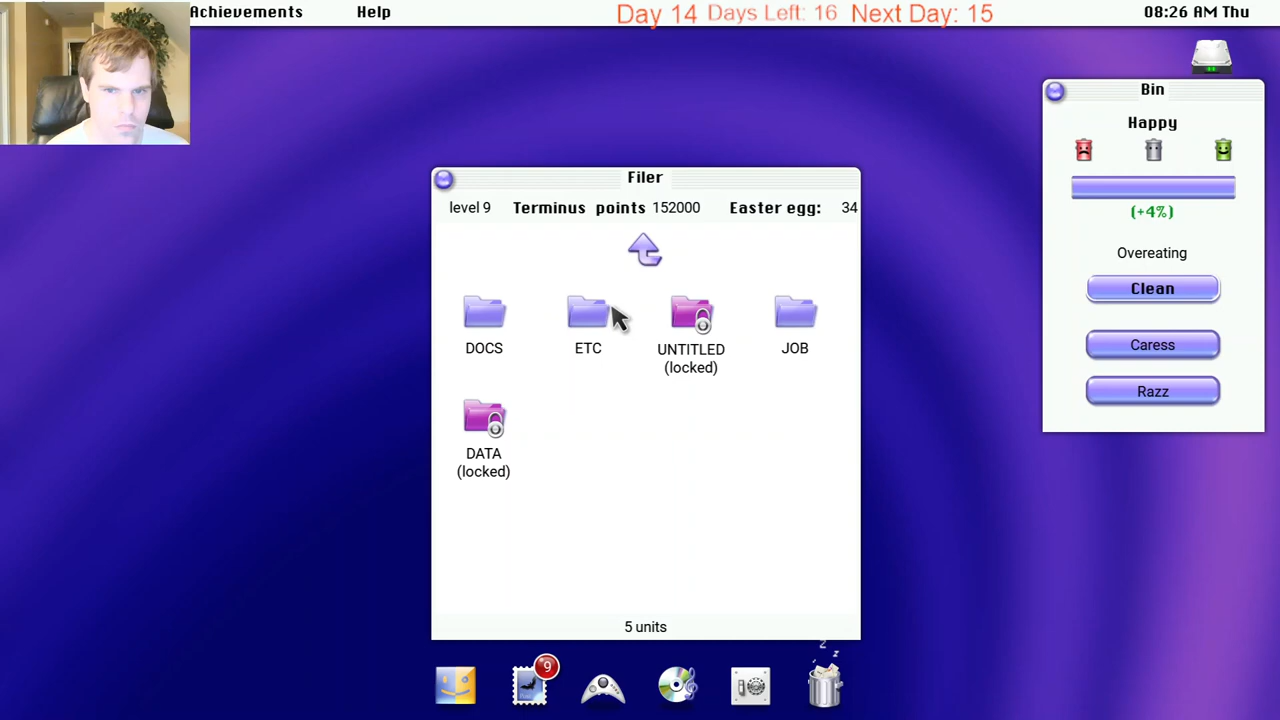 Achievements Help Day 14 Days Left: 16 Next Day: 15 08:26 AM Thu
Bin
Happy
(+4%)
Overeating
Clean
Caress
Razz
Filer
level 9 Terminus points 152000 Easter egg: 34
DOCS ETC UNTITLED JOB
(locked)
DATA
(locked)
5 units
9
z
z